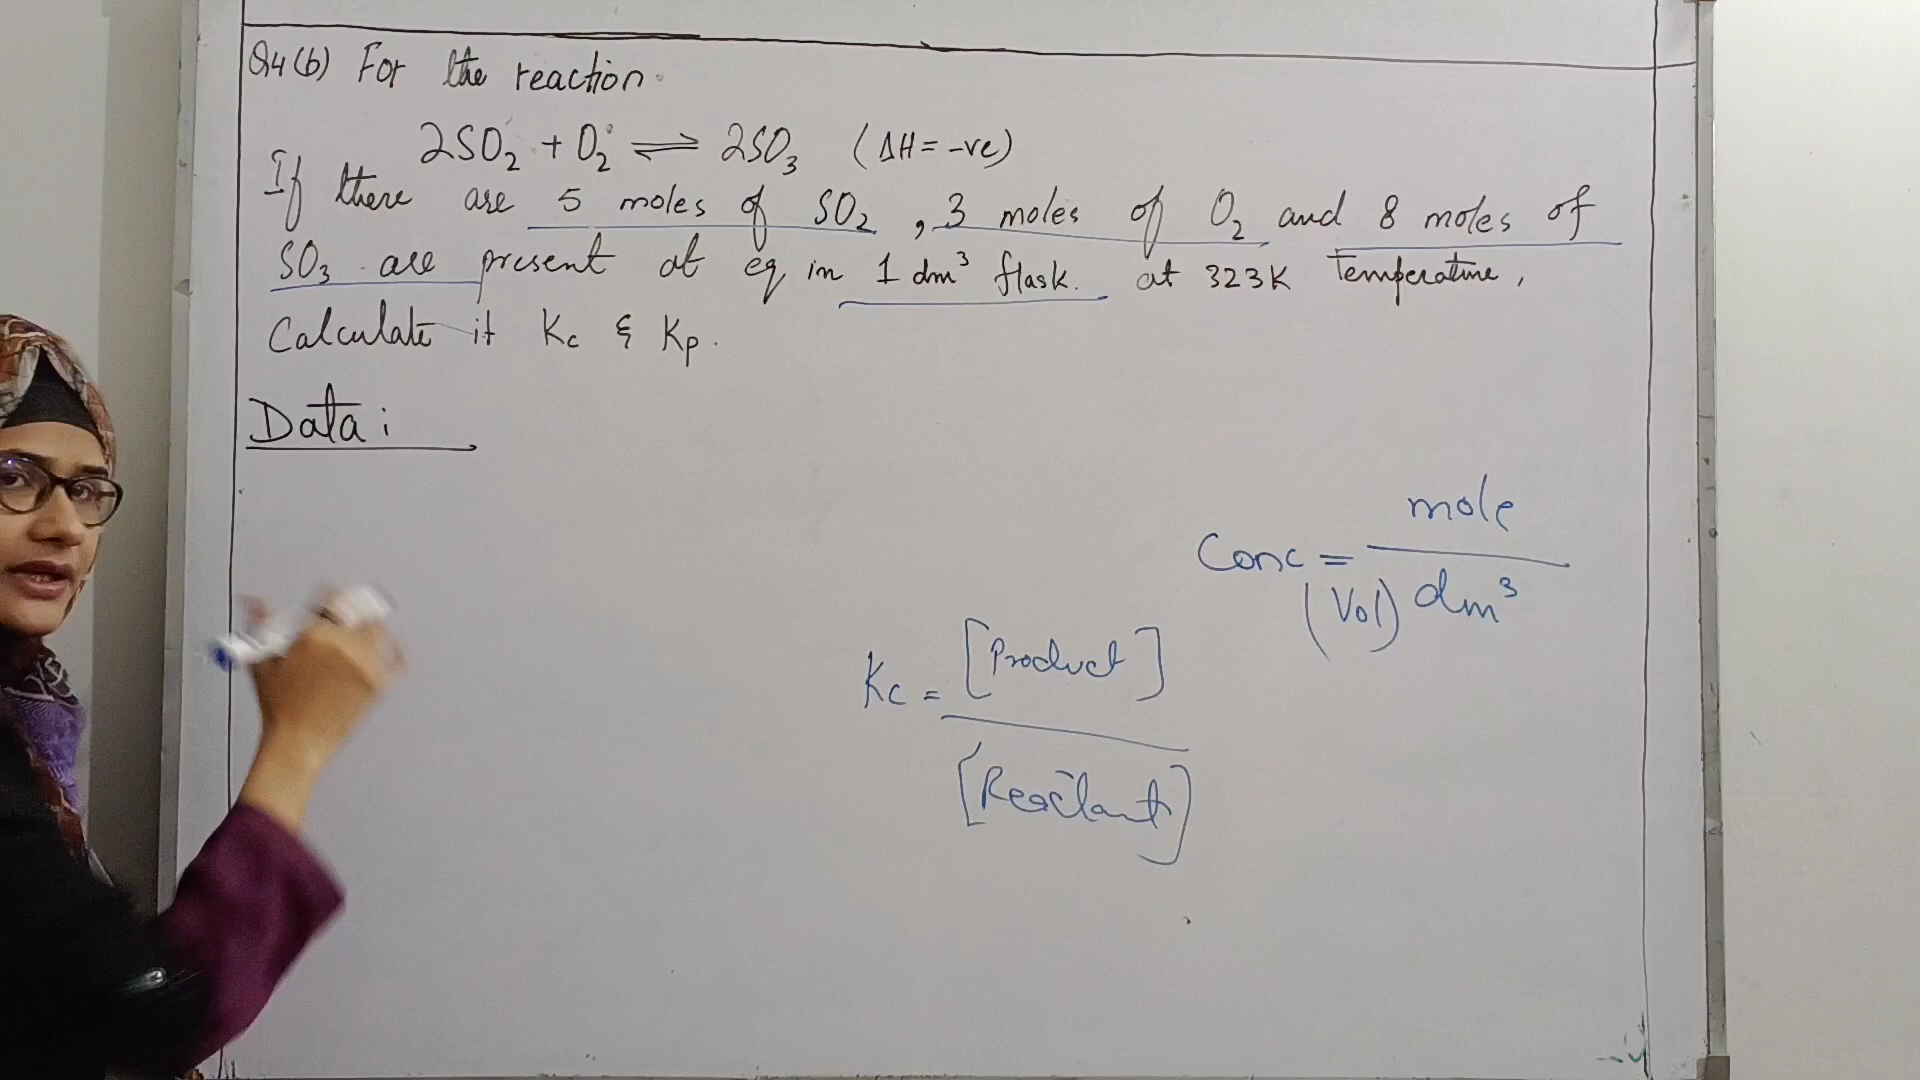 Q4(b) For the reaction.
2SO₂ + O₂ ⇌ 2SO₃ (ΔH = -ve)
If there are 5 moles of SO₂, 3 moles of O₂ and 8 moles of
SO₃ are present at eq in 1 dm³ flask. at 323K Temperature,
Calculate it Kc & Kp.
Data:
Conc = mole
(Vol) dm³
Kc = [Product]
[Reactant]